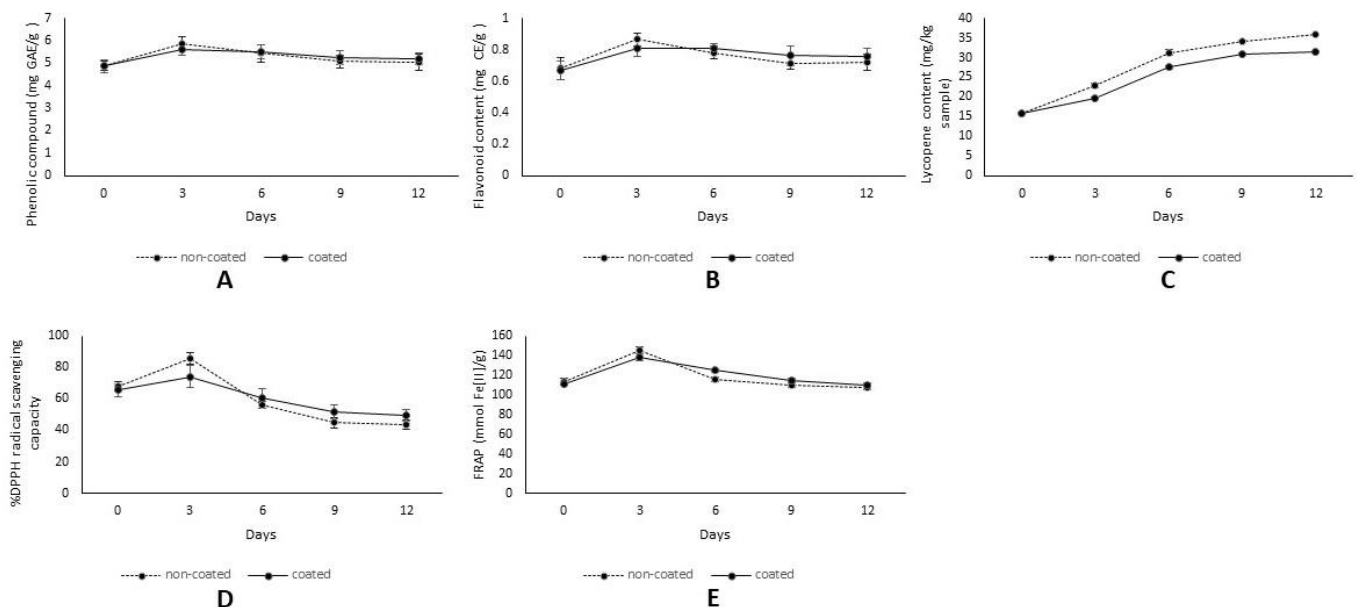 Phenolic compound (mg GAE/g )
7
6
5
4
3
2
1
0
0 3 6 9 12
Days
non-coated coated
A
Flavonoid content (mg CE/g )
1
0.8
0.6
0.4
0.2
0
0 3 6 9 12
Days
non-coated coated
B
Lycopene content (mg/kg
sample)
40
35
30
25
20
15
10
5
0
0 3 6 9 12
Days
non-coated coated
C
%DPPH radical scavenging
capacity
100
80
60
40
20
0
0 3 6 9 12
Days
non-coated coated
D
FRAP (mmol Fe[II]/g)
160
140
120
100
80
60
40
20
0
0 3 6 9 12
Days
non-coated coated
E